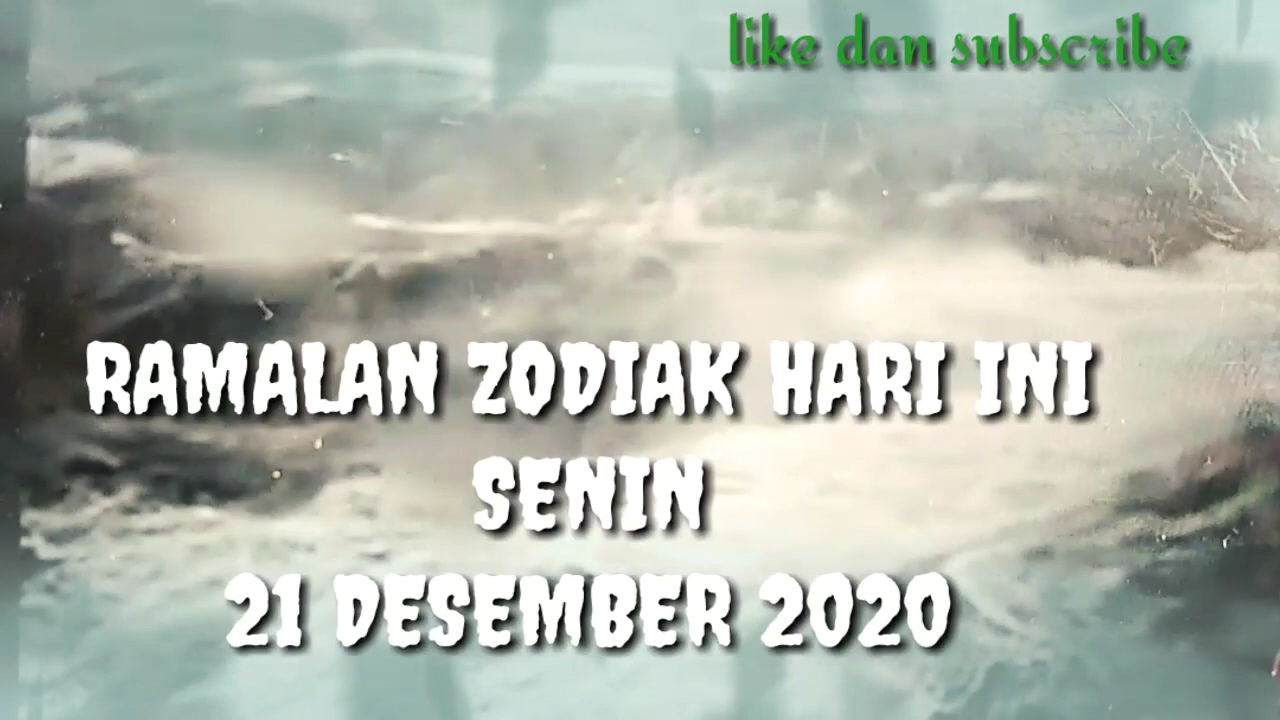 like dan subscribe
RAMALAN ZODIAK HARI INI
SENIN
21 DESEMBER 2020